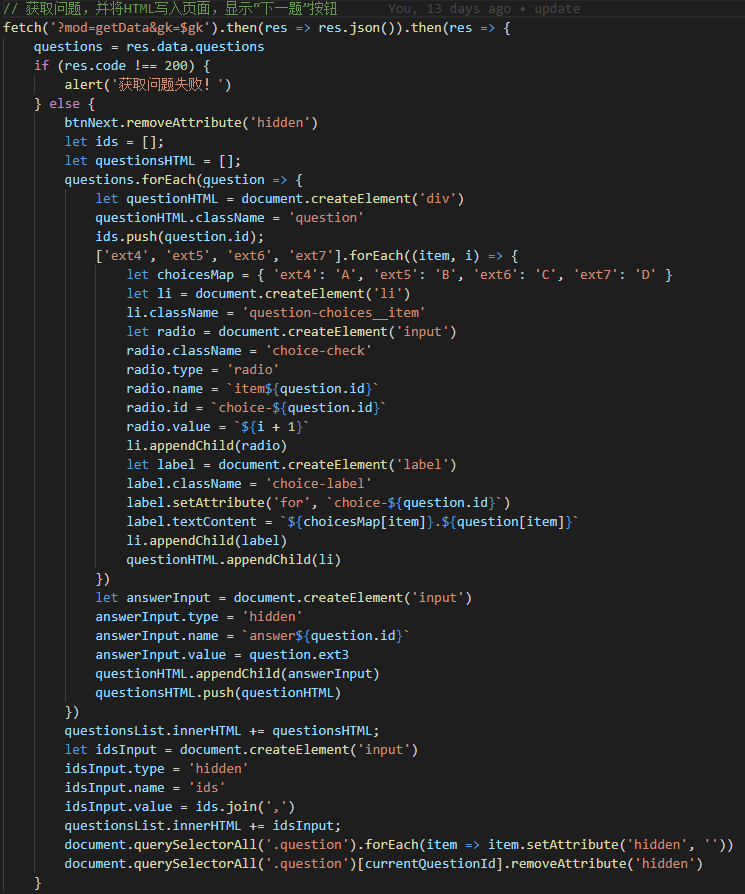 // 获取问题，并将HTML写入页面，显示“下一题”按钮 You, 13 days ago • update
fetch('?mod=getData&gk=$gk').then(res => res.json()).then(res => {
    questions = res.data.questions
    if (res.code !== 200) {
        alert('获取问题失败！')
    } else {
        btnNext.removeAttribute('hidden')
        let ids = [];
        let questionsHTML = [];
        questions.forEach(question => {
            let questionHTML = document.createElement('div')
            questionHTML.className = 'question'
            ids.push(question.id);
            ['ext4', 'ext5', 'ext6', 'ext7'].forEach((item, i) => {
                let choicesMap = { 'ext4': 'A', 'ext5': 'B', 'ext6': 'C', 'ext7': 'D' }
                let li = document.createElement('li')
                li.className = 'question-choices__item'
                let radio = document.createElement('input')
                radio.className = 'choice-check'
                radio.type = 'radio'
                radio.name = `item${question.id}`
                radio.id = `choice-${question.id}`
                radio.value = `${i + 1}`
                li.appendChild(radio)
                let label = document.createElement('label')
                label.className = 'choice-label'
                label.setAttribute('for', `choice-${question.id}`)
                label.textContent = `${choicesMap[item]}.${question[item]}`
                li.appendChild(label)
                questionHTML.appendChild(li)
            })
            let answerInput = document.createElement('input')
            answerInput.type = 'hidden'
            answerInput.name = `answer${question.id}`
            answerInput.value = question.ext3
            questionHTML.appendChild(answerInput)
            questionsHTML.push(questionHTML)
        })
        questionsList.innerHTML += questionsHTML;
        let idsInput = document.createElement('input')
        idsInput.type = 'hidden'
        idsInput.name = 'ids'
        idsInput.value = ids.join(',')
        questionsList.innerHTML += idsInput;
        document.querySelectorAll('.question').forEach(item => item.setAttribute('hidden', ''))
        document.querySelectorAll('.question')[currentQuestionId].removeAttribute('hidden')
    }